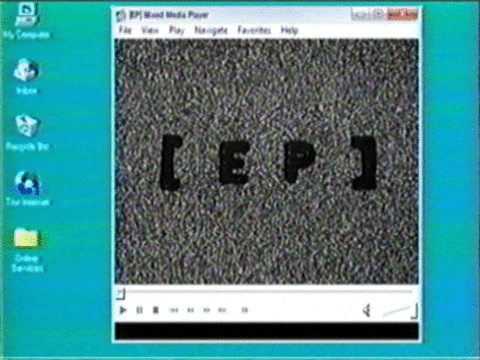 My Computer
Inbox
Recycle Bin
The Internet
Online
Services
[EP] Mixed Media Player
File View Play Navigate Favorites Help
[ EP ]